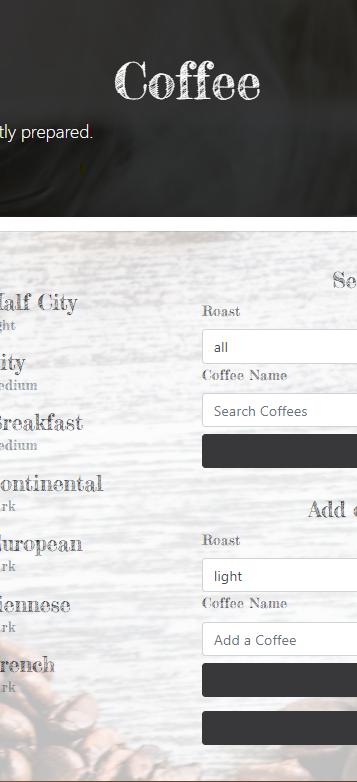 Coffee
tly prepared.
Half City
ght
ity
edium
Breakfast
edium
ontinental
rk
uropean
rk
iennese
rk
rench
rk
Se
Roast
all
Coffee Name
Search Coffees
Add
Roast
light
Coffee Name
Add a Coffee